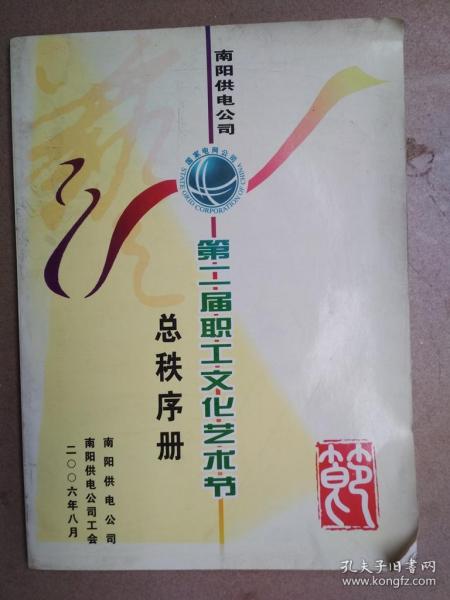 南阳供电公司
国家电网公司
STATE GRID CORPORATION OF CHINA
第二届职工文化艺术节
总秩序册
南阳供电公司
南阳供电公司工会
二〇〇六年八月
節
孔夫子旧书网
www.kongfz.com